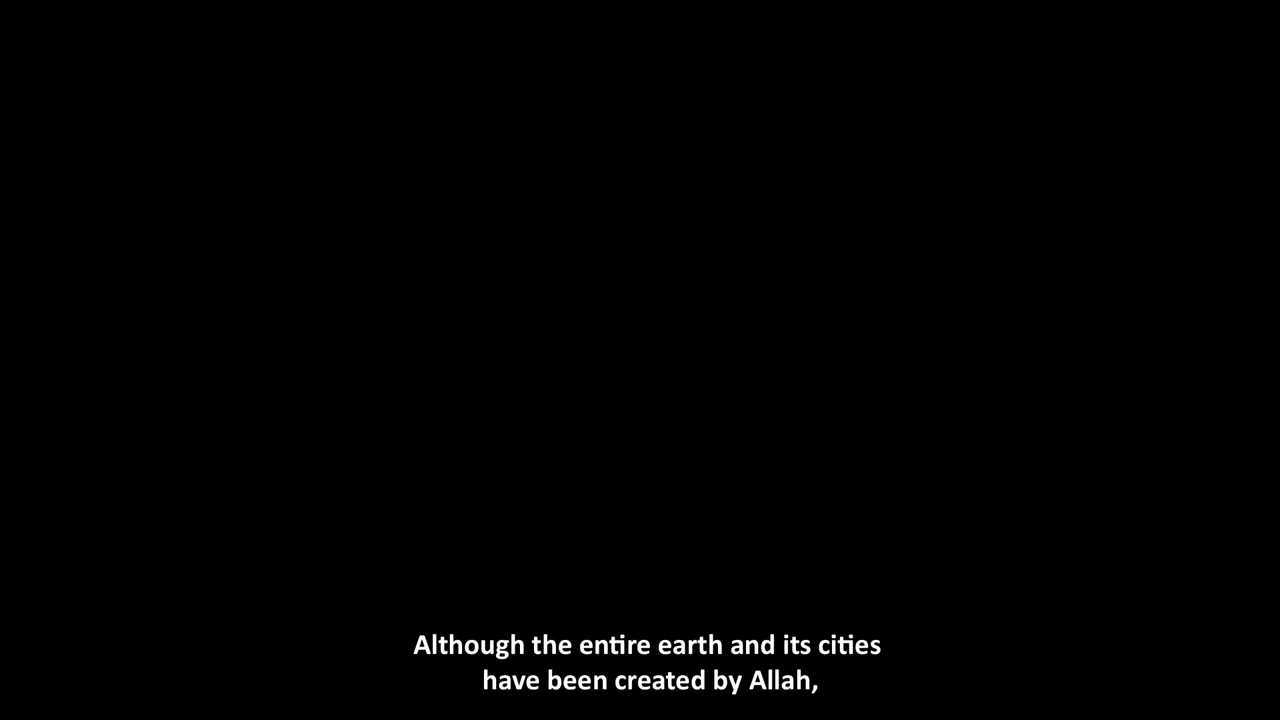 Although the entire earth and its cities
have been created by Allah,